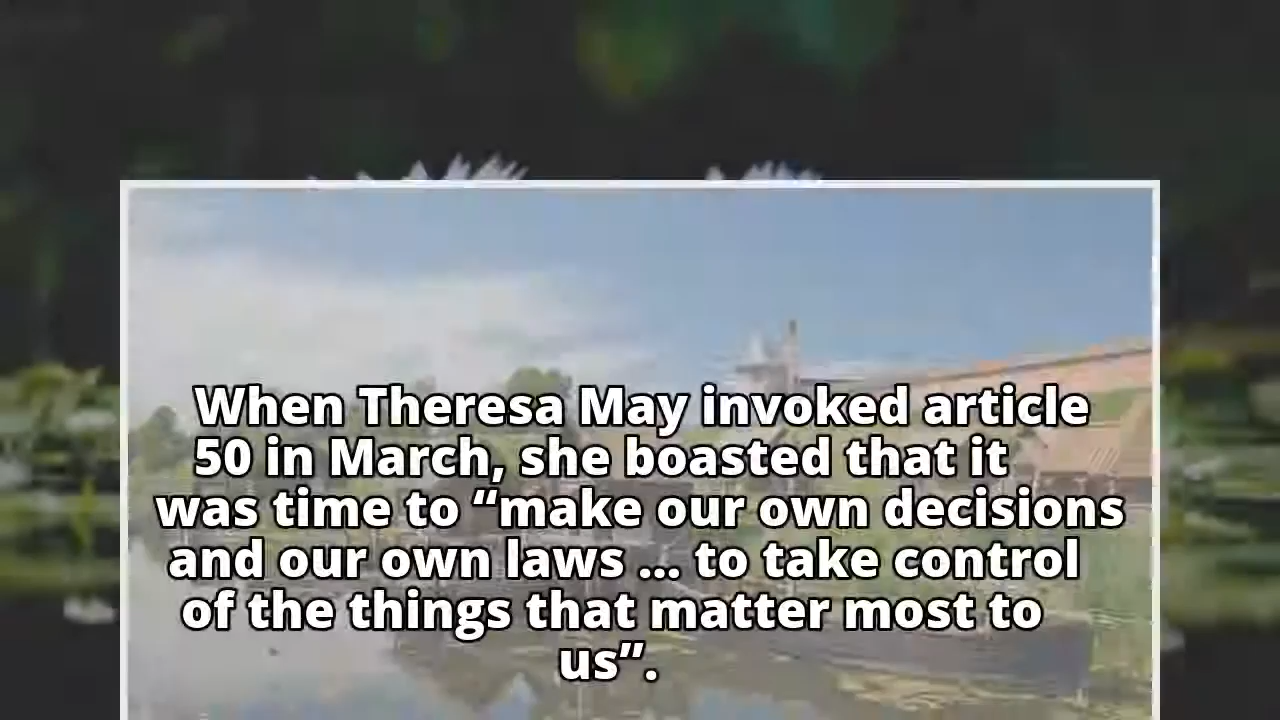 When Theresa May invoked article
50 in March, she boasted that it
was time to “make our own decisions
and our own laws ... to take control
of the things that matter most to
us”.